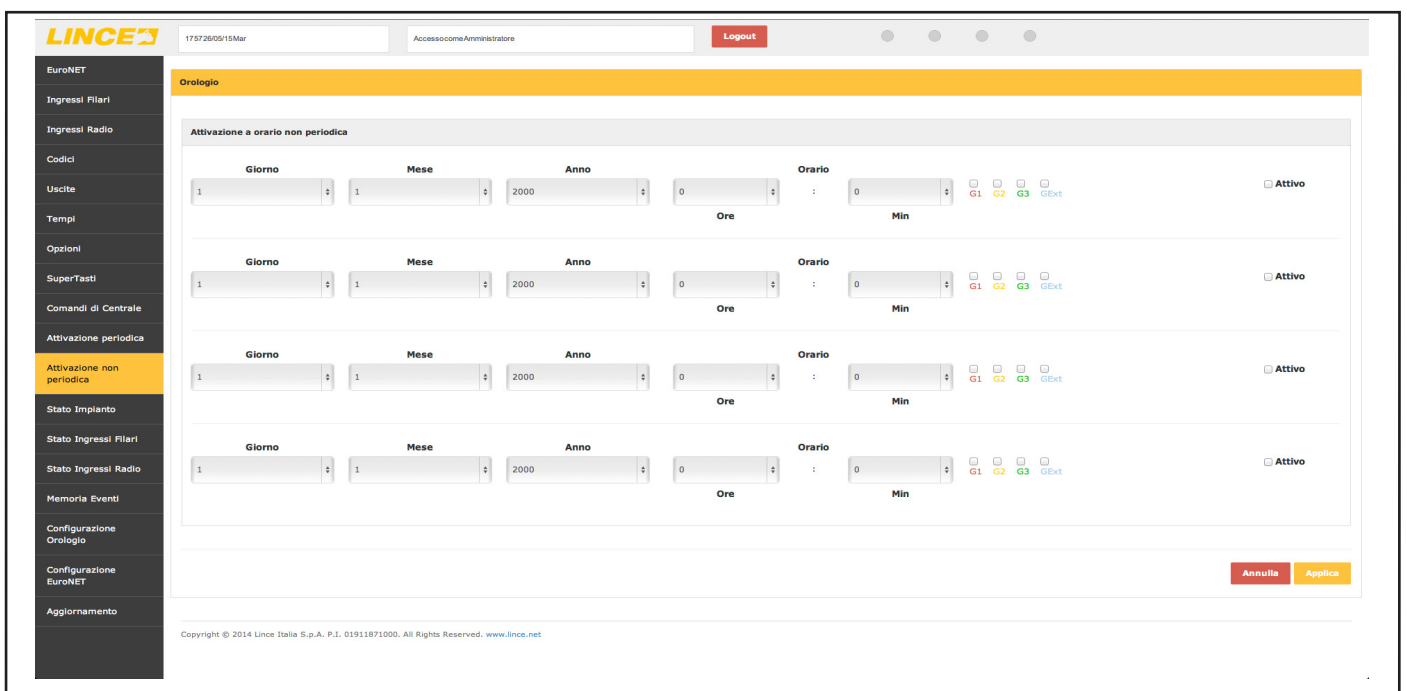 LINCE
175726/05/15Mar
AccessocomeAmministratore
Logout
EuroNET
Ingressi Filari
Ingressi Radio
Codici
Uscite
Tempi
Opzioni
SuperTasti
Comandi di Centrale
Attivazione periodica
Attivazione non
periodica
Stato Impianto
Stato Ingressi Filari
Stato Ingressi Radio
Memoria Eventi
Configurazione
Orologio
Configurazione
EuroNET
Aggiornamento
Orologio
Attivazione a orario non periodica
Giorno Mese Anno Orario
1 1 2000 0 : 0 G1 G2 G3 GExt Attivo
Ore Min
Giorno Mese Anno Orario
1 1 2000 0 : 0 G1 G2 G3 GExt Attivo
Ore Min
Giorno Mese Anno Orario
1 1 2000 0 : 0 G1 G2 G3 GExt Attivo
Ore Min
Giorno Mese Anno Orario
1 1 2000 0 : 0 G1 G2 G3 GExt Attivo
Ore Min
Annulla Applica
Copyright © 2014 Lince Italia S.p.A. P.I. 01911871000. All Rights Reserved. www.lince.net